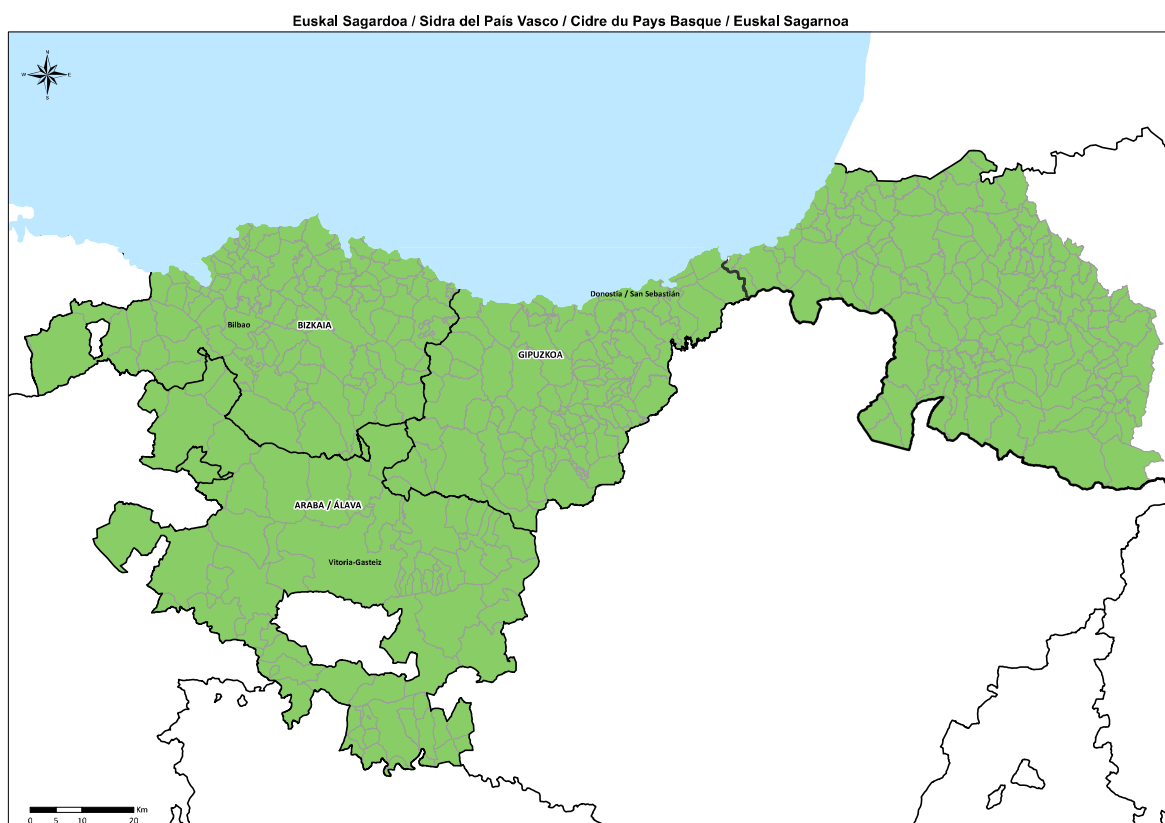 Euskal Sagardoa / Sidra del País Vasco / Cidre du Pays Basque / Euskal Sagarnoa
N
W E
S
Donostia / San Sebastián
Bilbao
BIZKAIA
GIPUZKOA
ARABA / ÁLAVA
Vitoria-Gasteiz
Km
0 5 10 20